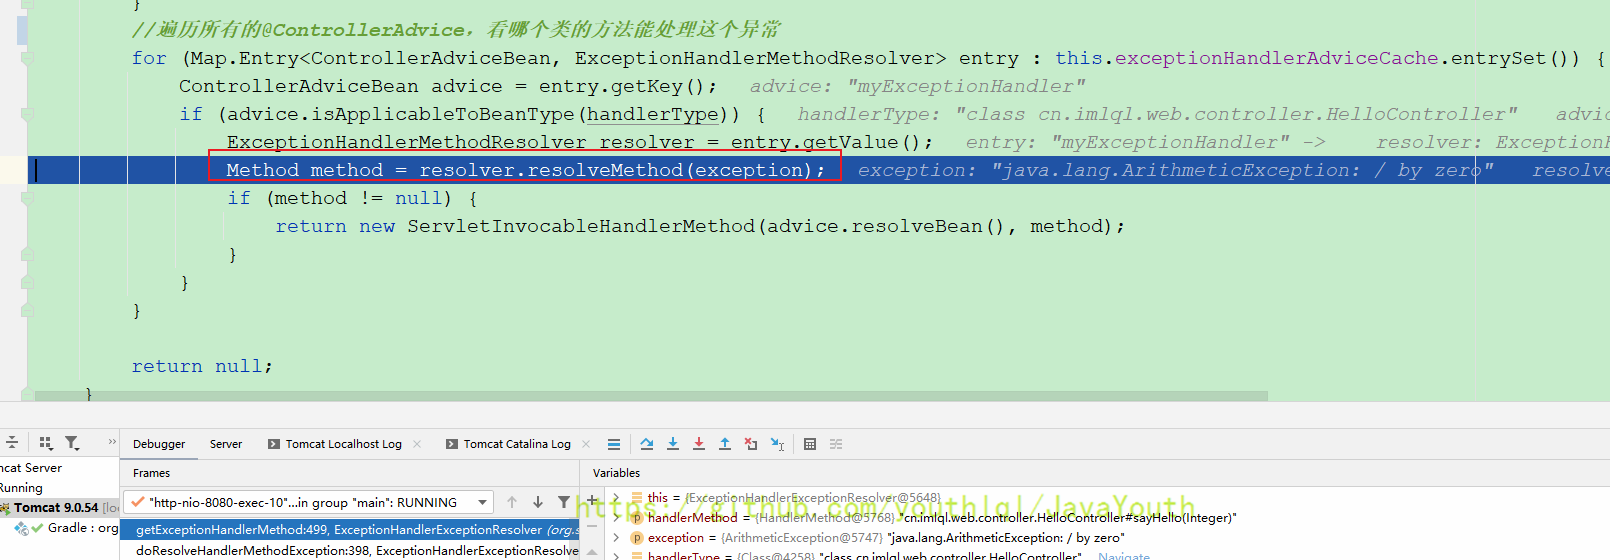 }
//遍历所有的@ControllerAdvice，看哪个类的方法能处理这个异常
for (Map.Entry<ControllerAdviceBean, ExceptionHandlerMethodResolver> entry : this.exceptionHandlerAdviceCache.entrySet()) {
ControllerAdviceBean advice = entry.getKey(); advice: "myExceptionHandler"
if (advice.isApplicableToBeanType(handlerType)) { handlerType: "class cn.imlql.web.controller.HelloController" advic
ExceptionHandlerMethodResolver resolver = entry.getValue(); entry: "myExceptionHandler" -> resolver: ExceptionH
Method method = resolver.resolveMethod(exception); exception: "java.lang.ArithmeticException: / by zero" resolve
if (method != null) {
return new ServletInvocableHandlerMethod(advice.resolveBean(), method);
}
}
}
return null;
}
Debugger Server Tomcat Localhost Log Tomcat Catalina Log
mcat Server
Running
Tomcat 9.0.54 [loc
Gradle : org
Frames
"http-nio-8080-exec-10"...in group "main": RUNNING
getExceptionHandlerMethod:499, ExceptionHandlerExceptionResolver (org.s
doResolveHandlerMethodException:398, ExceptionHandlerExceptionResolve
Variables
this = {ExceptionHandlerExceptionResolver@5648}
https://github.com/youthlql/JavaYouth
handlerMethod = {HandlerMethod@5768} "cn.imlql.web.controller.HelloController#sayHello(Integer)"
exception = {ArithmeticException@5747} "java.lang.ArithmeticException: / by zero"
handlerType = {Class@4258} "class cn.imlql.web.controller.HelloController" ... Navigate